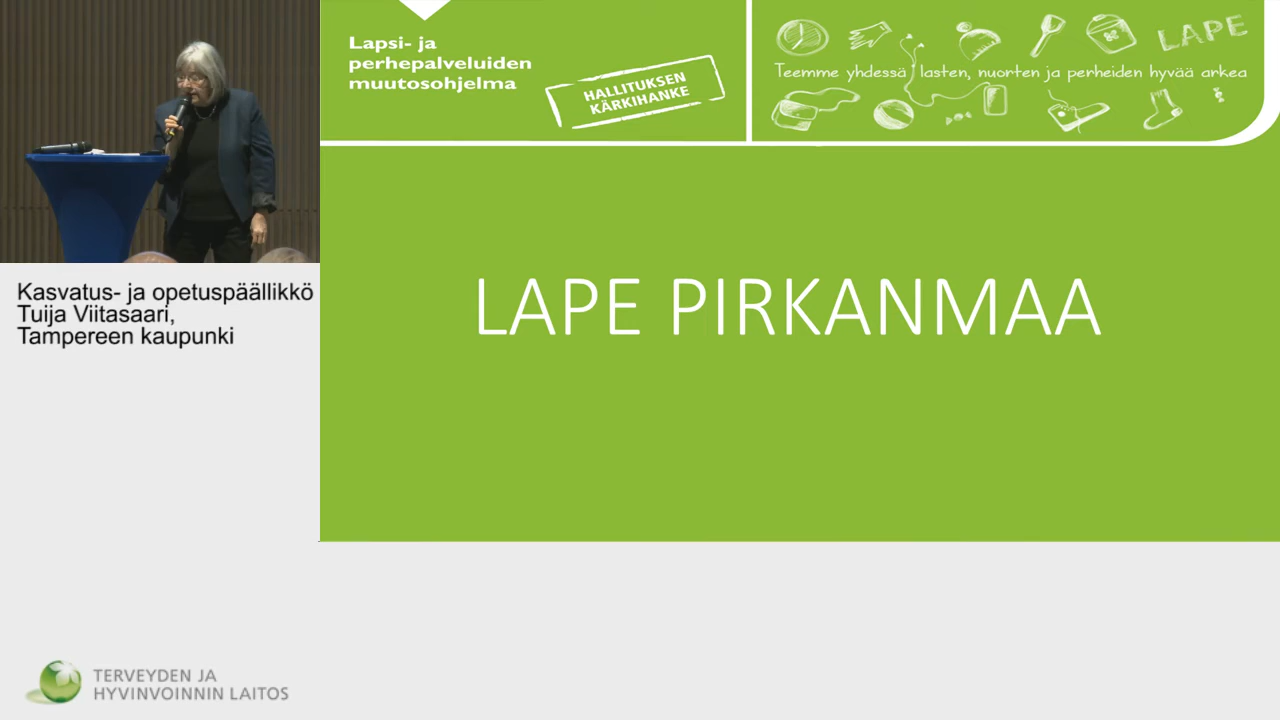 Lapsi- ja
perhepalveluiden
muutosohjelma
HALLITUKSEN
KÄRKIHANKE
LAPE
Teemme yhdessä lasten, nuorten ja perheiden hyvää arkea
LAPE PIRKANMAA
Kasvatus- ja opetuspäällikkö
Tuija Viitasaari,
Tampereen kaupunki
TERVEYDEN JA
HYVINVOINNIN LAITOS